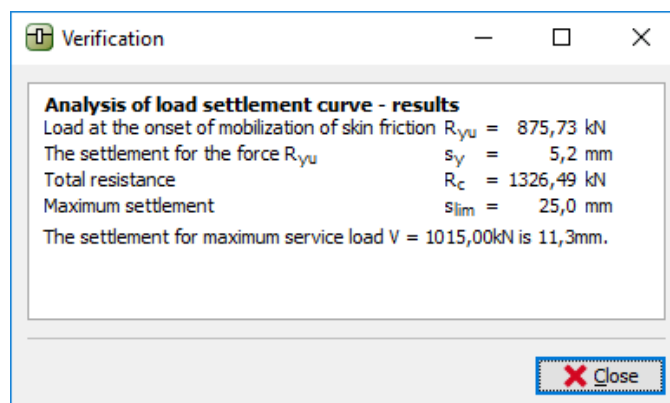 Verification
Analysis of load settlement curve - results
Load at the onset of mobilization of skin friction Ryu = 875,73 kN
The settlement for the force Ryu sy = 5,2 mm
Total resistance Rc = 1326,49 kN
Maximum settlement slim = 25,0 mm
The settlement for maximum service load V = 1015,00kN is 11,3mm.
Close